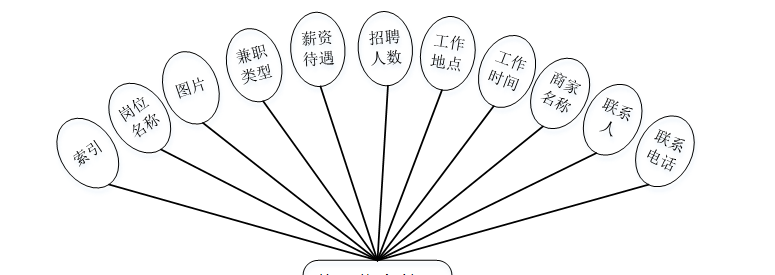 索引
岗位
名称
图片
兼职
类型
薪资
待遇
招聘
人数
工作
地点
工作
时间
商家
名称
联系
人
联系
电话